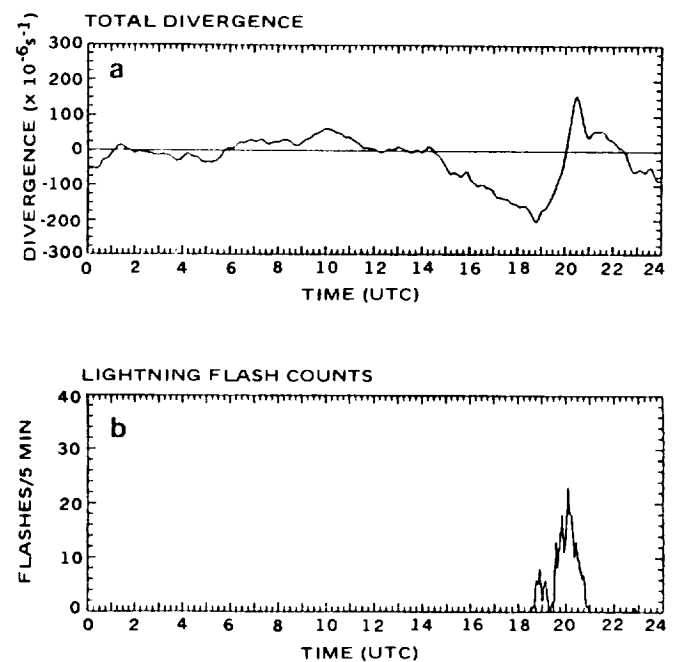 TOTAL DIVERGENCE
DIVERGENCE (x 10-6s-1)
300
200
100
0
-100
-200
-300
a
0 2 4 6 8 10 12 14 16 18 20 22 24
TIME (UTC)
LIGHTNING FLASH COUNTS
FLASHES/5 MIN
40
30
20
10
0
b
0 2 4 6 8 10 12 14 16 18 20 22 24
TIME (UTC)